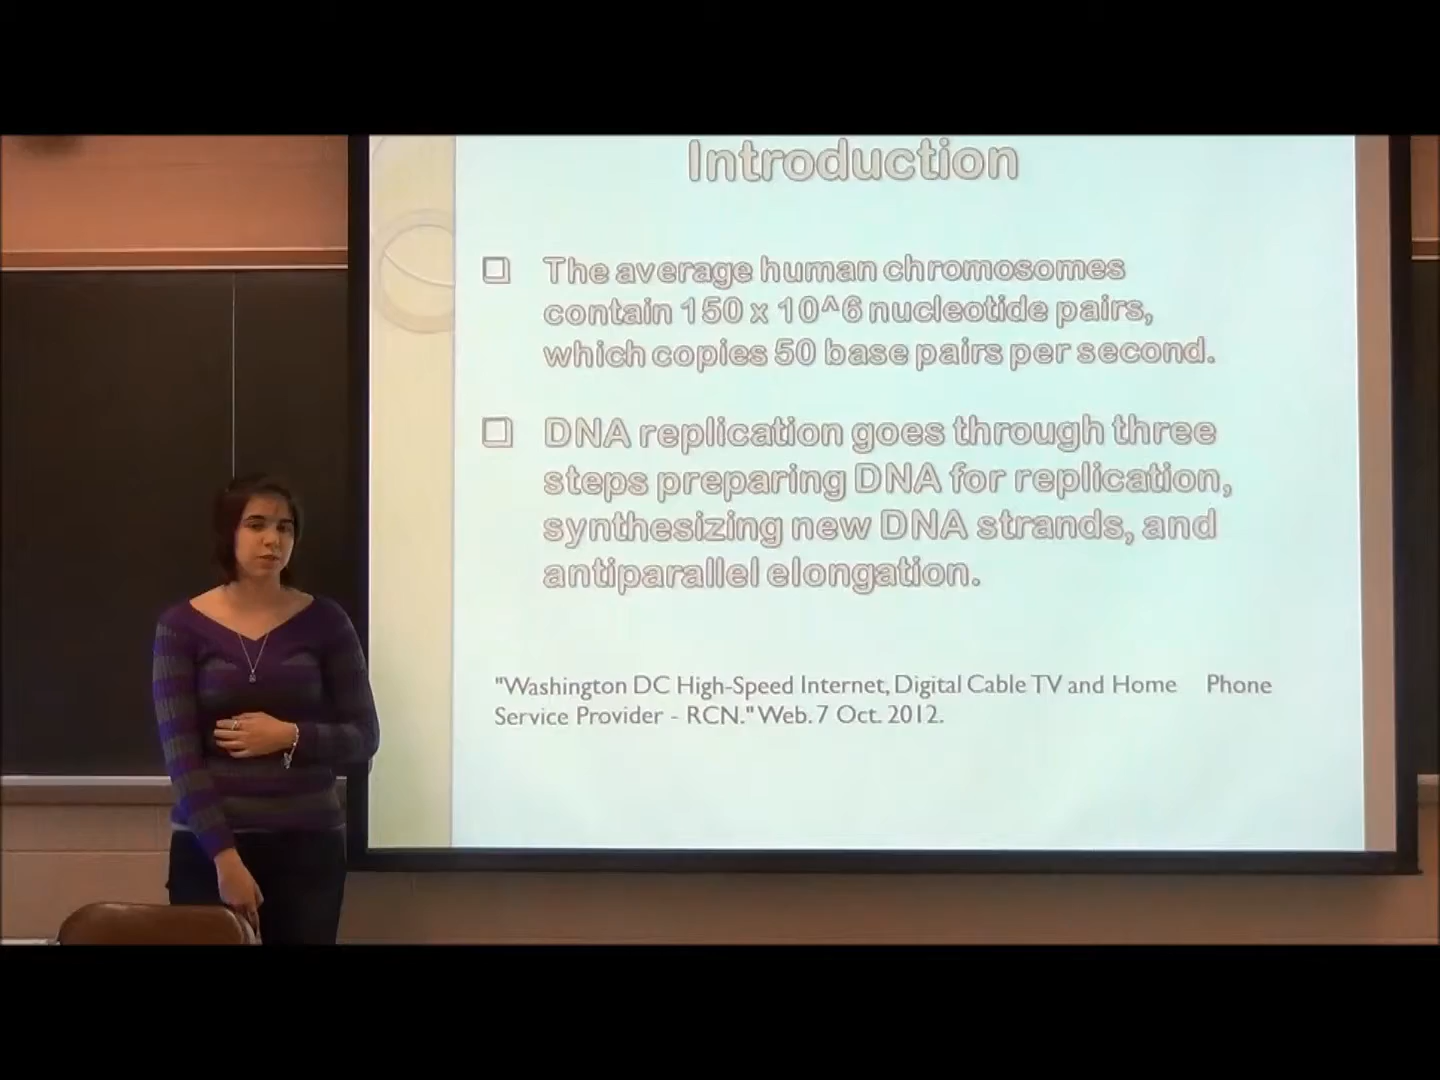 Introduction
The average human chromosomes
contain 150 x 10^6 nucleotide pairs,
which copies 50 base pairs per second.
DNA replication goes through three
steps preparing DNA for replication,
synthesizing new DNA strands, and
antiparallel elongation.
"Washington DC High-Speed Internet, Digital Cable TV and Home Phone
Service Provider - RCN." Web. 7 Oct. 2012.